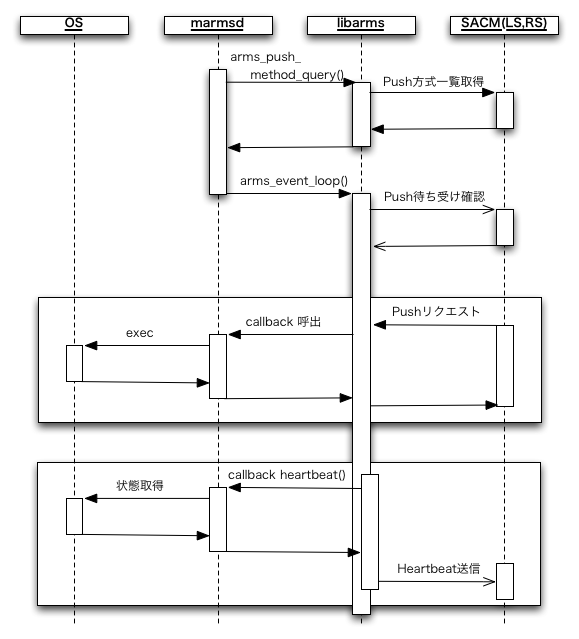 OS
marmsd
libarms
SACM(LS,RS)
arms_push_
method_query()
Push方式一覧取得
arms_event_loop()
Push待ち受け確認
Pushリクエスト
callback 呼出
exec
callback heartbeat()
状態取得
Heartbeat送信